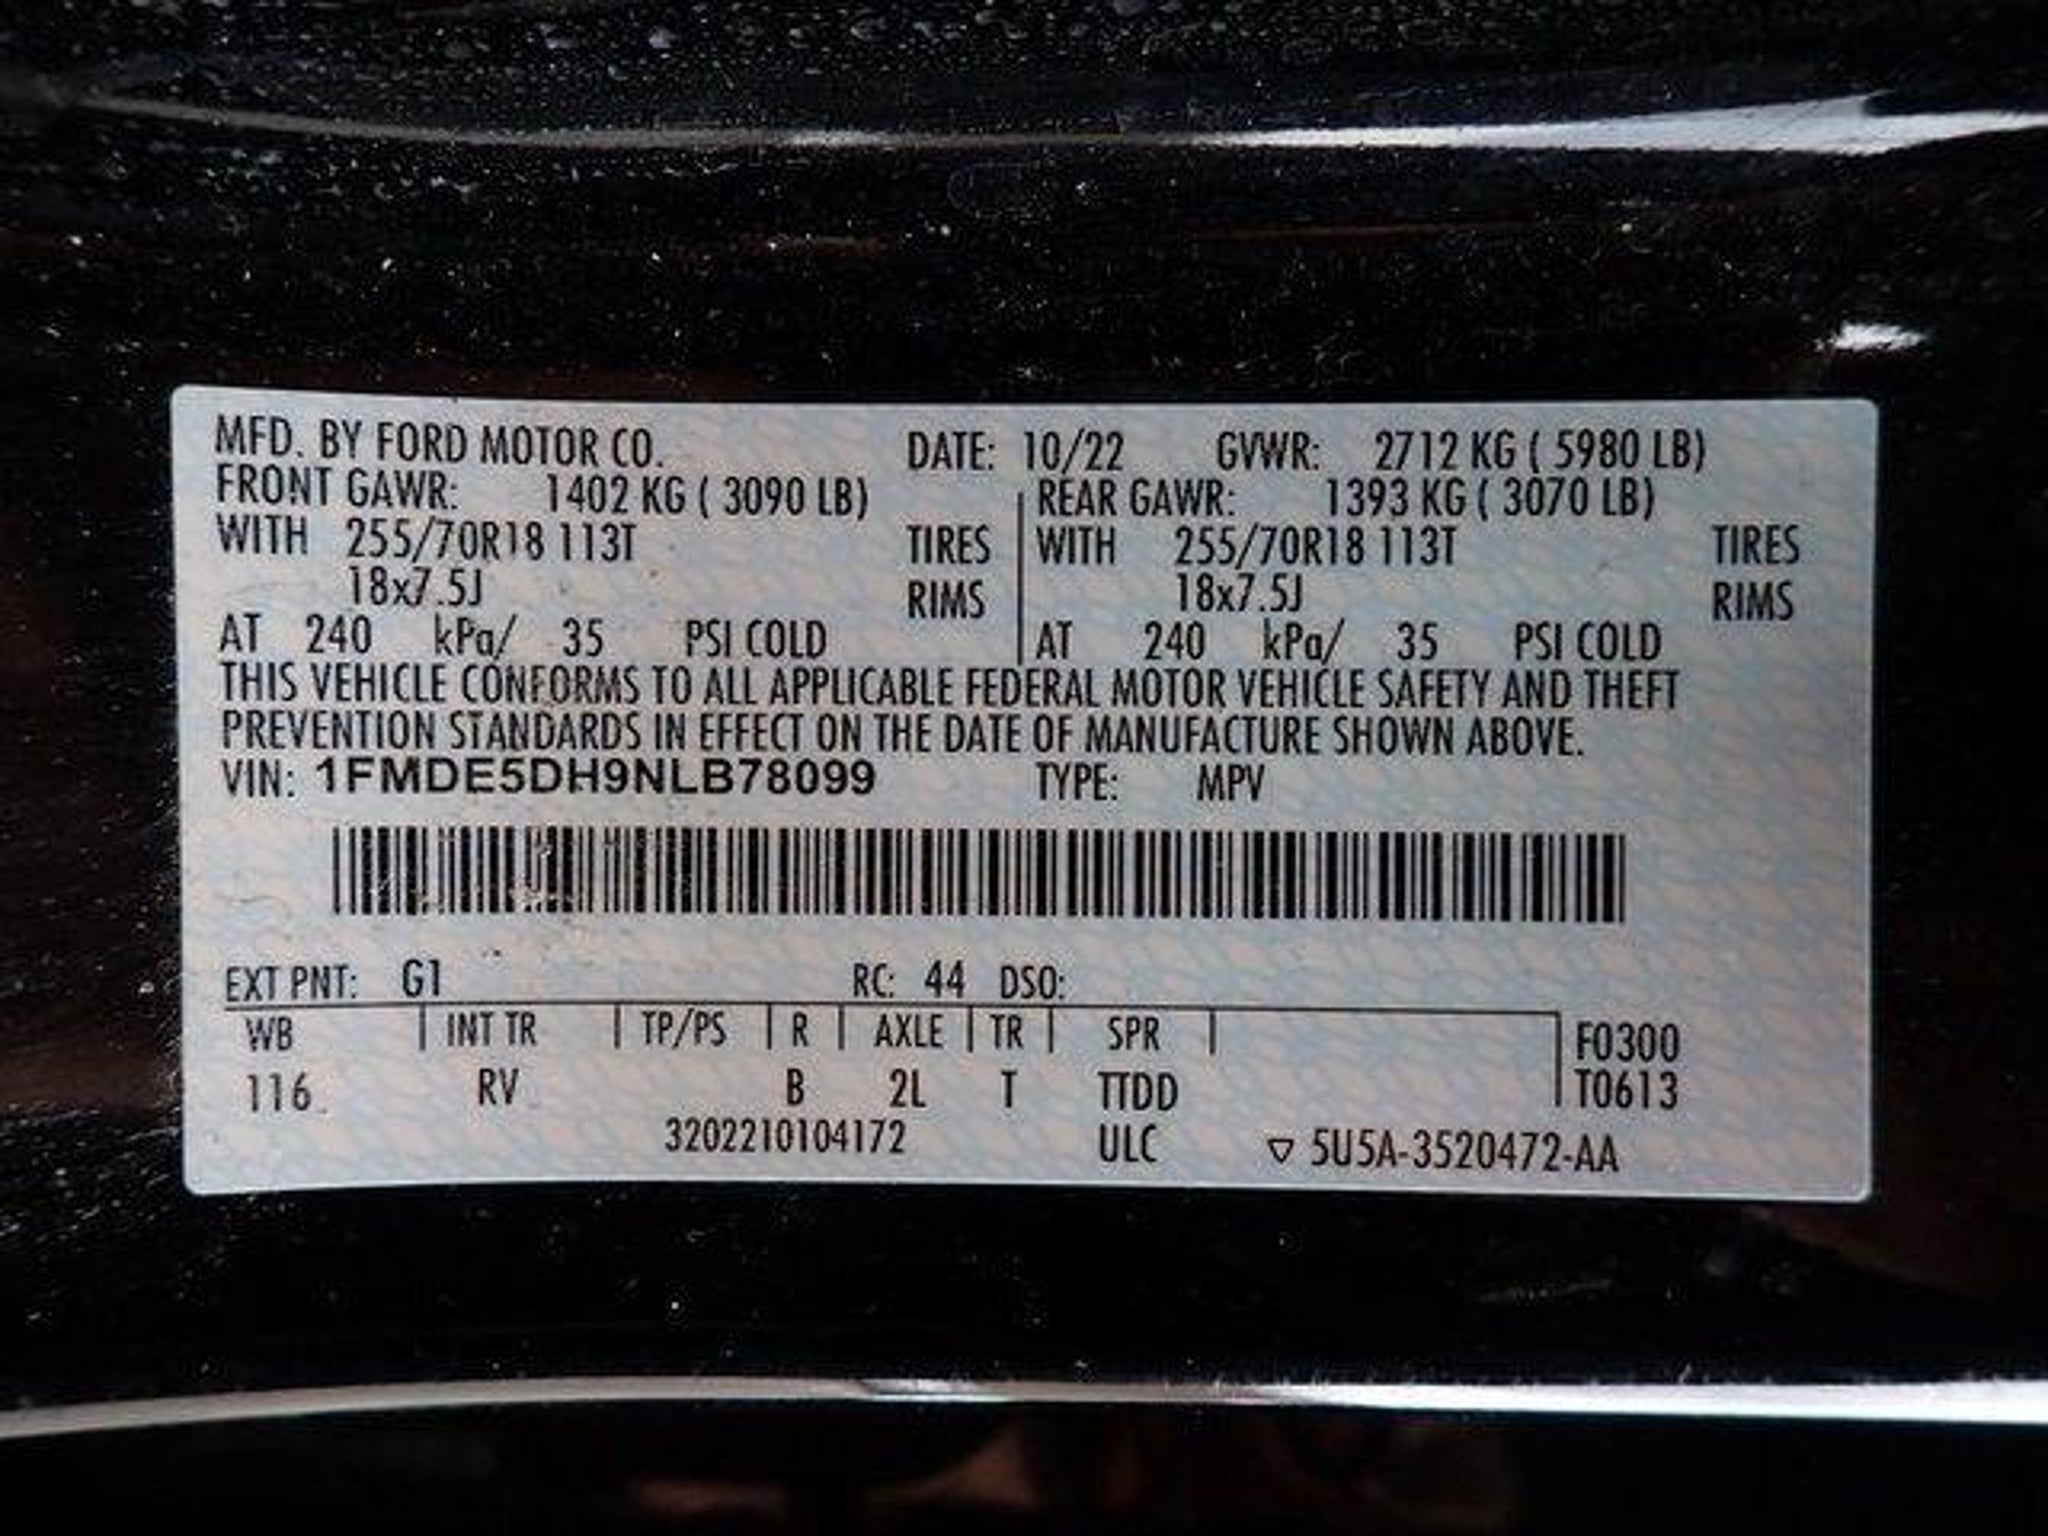 MFD. BY FORD MOTOR CO. DATE: 10/22 GVWR: 2712 KG ( 5980 LB)
FRONT GAWR: 1402 KG ( 3090 LB) REAR GAWR: 1393 KG ( 3070 LB)
WITH 255/70R18 113T TIRES WITH 255/70R18 113T TIRES
18x7.5J RIMS 18x7.5J RIMS
AT 240 kPa/ 35 PSI COLD AT 240 kPa/ 35 PSI COLD
THIS VEHICLE CONFORMS TO ALL APPLICABLE FEDERAL MOTOR VEHICLE SAFETY AND THEFT
PREVENTION STANDARDS IN EFFECT ON THE DATE OF MANUFACTURE SHOWN ABOVE.
VIN: 1FMDE5DH9NLB78099 TYPE: MPV
EXT PNT: G1 RC: 44 DSO:
WB INT TR TP/PS R AXLE TR SPR F0300
116 RV B 2L T TTDD T0613
3202210104172 ULC ▽ 5U5A-3520472-AA